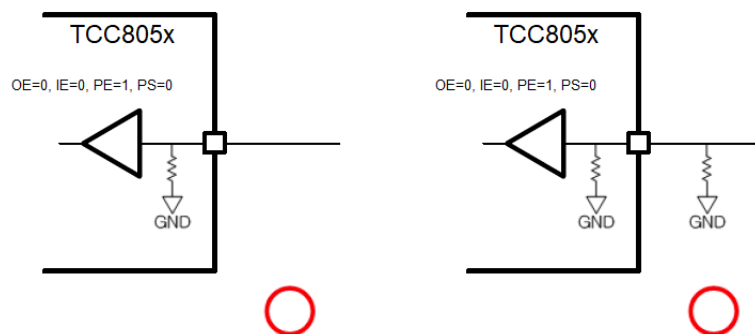 TCC805x
OE=0, IE=0, PE=1, PS=0
GND
TCC805x
OE=0, IE=0, PE=1, PS=0
GND
GND